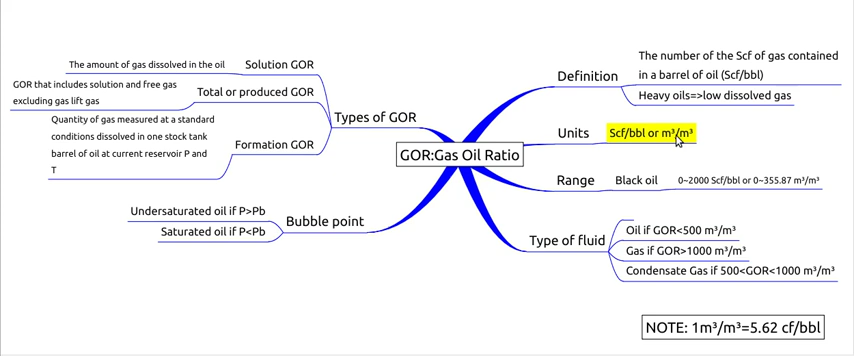 GOR:Gas Oil Ratio
Types of GOR
Solution GOR
The amount of gas dissolved in the oil
Total or produced GOR
GOR that includes solution and free gas
excluding gas lift gas
Formation GOR
Quantity of gas measured at a standard
conditions dissolved in one stock tank
barrel of oil at current reservoir P and
T
Bubble point
Undersaturated oil if P>Pb
Saturated oil if P<Pb
Definition
The number of the Scf of gas contained
in a barrel of oil (Scf/bbl)
Heavy oils=>low dissolved gas
Units
Scf/bbl or m³/m³
Range
Black oil
0~2000 Scf/bbl or 0~355.87 m³/m³
Type of fluid
Oil if GOR<500 m³/m³
Gas if GOR>1000 m³/m³
Condensate Gas if 500<GOR<1000 m³/m³
NOTE: 1m³/m³=5.62 cf/bbl